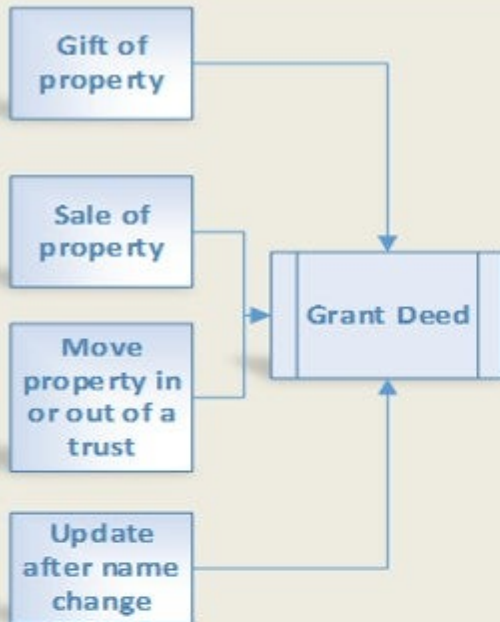 Gift of
property
Sale of
property
Grant Deed
Move
property in
or out of a
trust
Update
after name
change